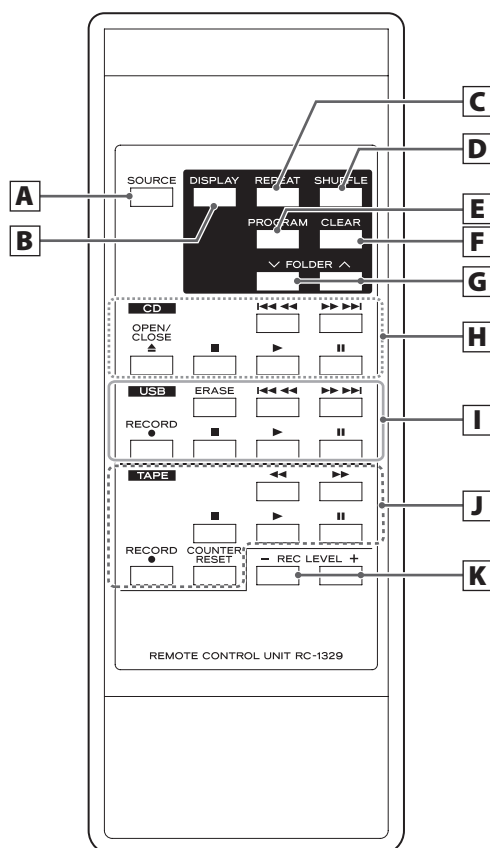 C
D
SOURCE DISPLAY REPEAT SHUFFLE
A
E
PROGRAM CLEAR
B
F
FOLDER
G
CD
OPEN/
CLOSE
H
USB ERASE
RECORD
I
TAPE
J
RECORD COUNTER
RESET
− REC LEVEL +
K
REMOTE CONTROL UNIT RC-1329